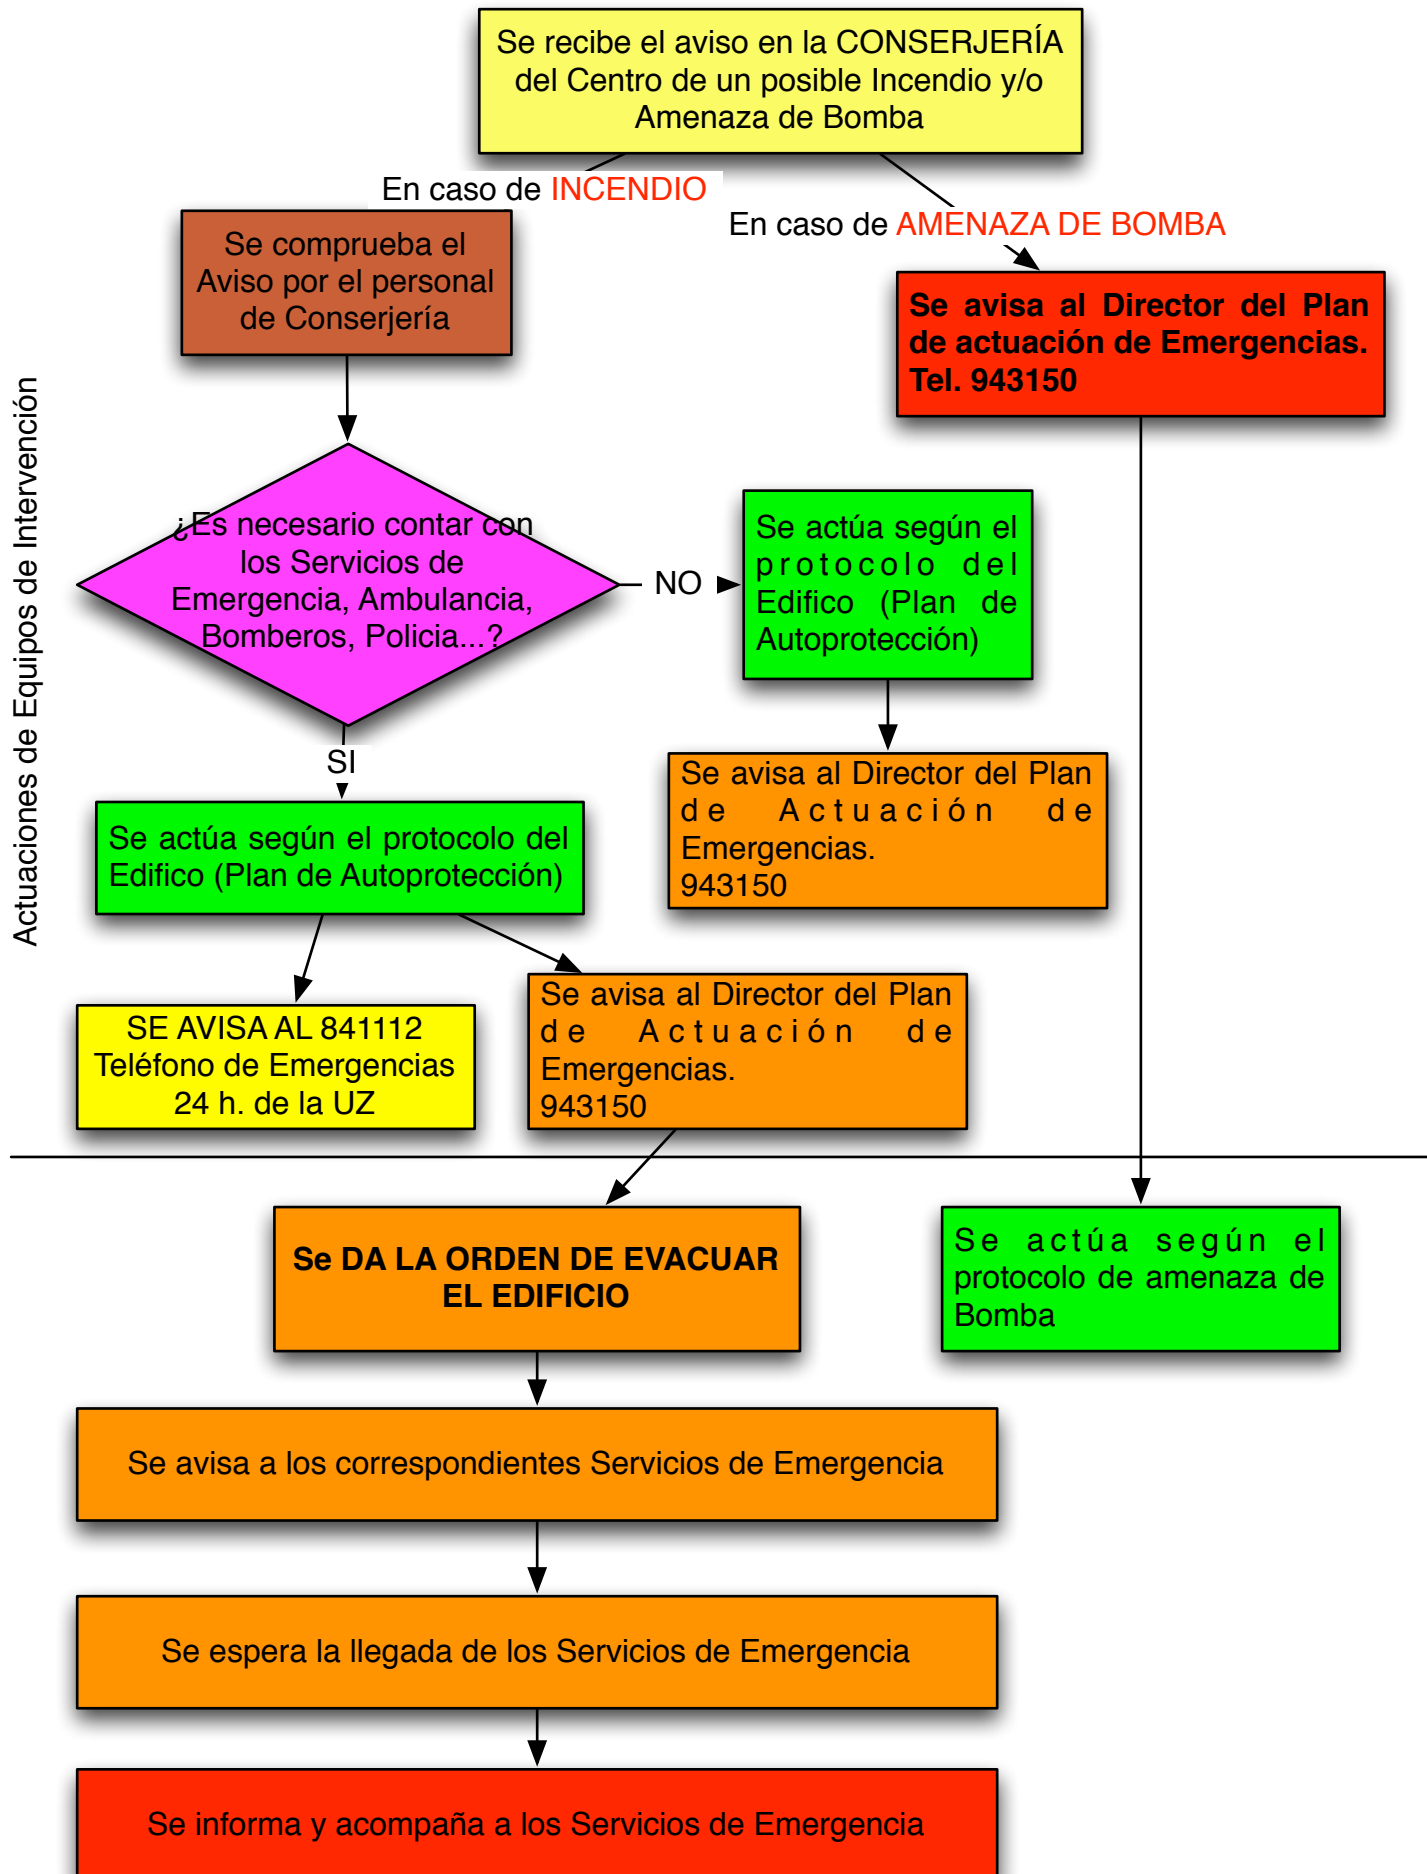 Se recibe el aviso en la CONSERJERÍA
del Centro de un posible Incendio y/o
Amenaza de Bomba
En caso de INCENDIO
En caso de AMENAZA DE BOMBA
Se comprueba el
Aviso por el personal
de Conserjería
Se avisa al Director del Plan
de actuación de Emergencias.
Tel. 943150
Actuaciones de Equipos de Intervención
¿Es necesario contar con
los Servicios de
Emergencia, Ambulancia,
Bomberos, Policia...?
NO
Se actúa según el
protocolo del
Edifico (Plan de
Autoprotección)
SI
Se avisa al Director del Plan
de Actuación de
Emergencias.
943150
Se actúa según el protocolo del
Edifico (Plan de Autoprotección)
SE AVISA AL 841112
Teléfono de Emergencias
24 h. de la UZ
Se avisa al Director del Plan
de Actuación de
Emergencias.
943150
Se DA LA ORDEN DE EVACUAR
EL EDIFICIO
Se actúa según el
protocolo de amenaza de
Bomba
Se avisa a los correspondientes Servicios de Emergencia
Se espera la llegada de los Servicios de Emergencia
Se informa y acompaña a los Servicios de Emergencia